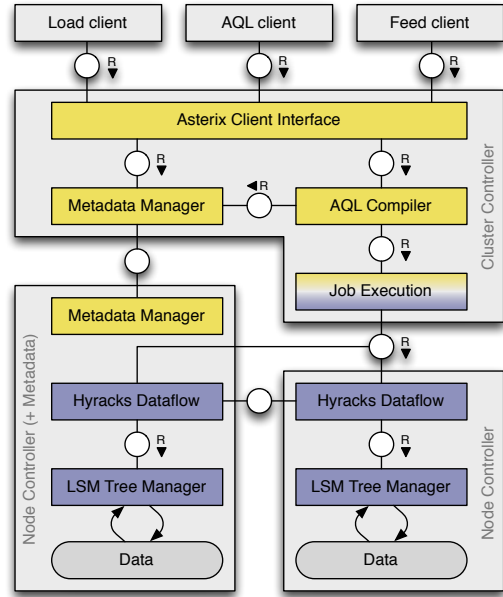 Load client
AQL client
Feed client
R
R
R
Asterix Client Interface
R
R
Metadata Manager
R
AQL Compiler
Cluster Controller
R
Job Execution
Metadata Manager
R
Hyracks Dataflow
Hyracks Dataflow
Node Controller (+ Metadata)
R
R
Node Controller
LSM Tree Manager
LSM Tree Manager
Data
Data